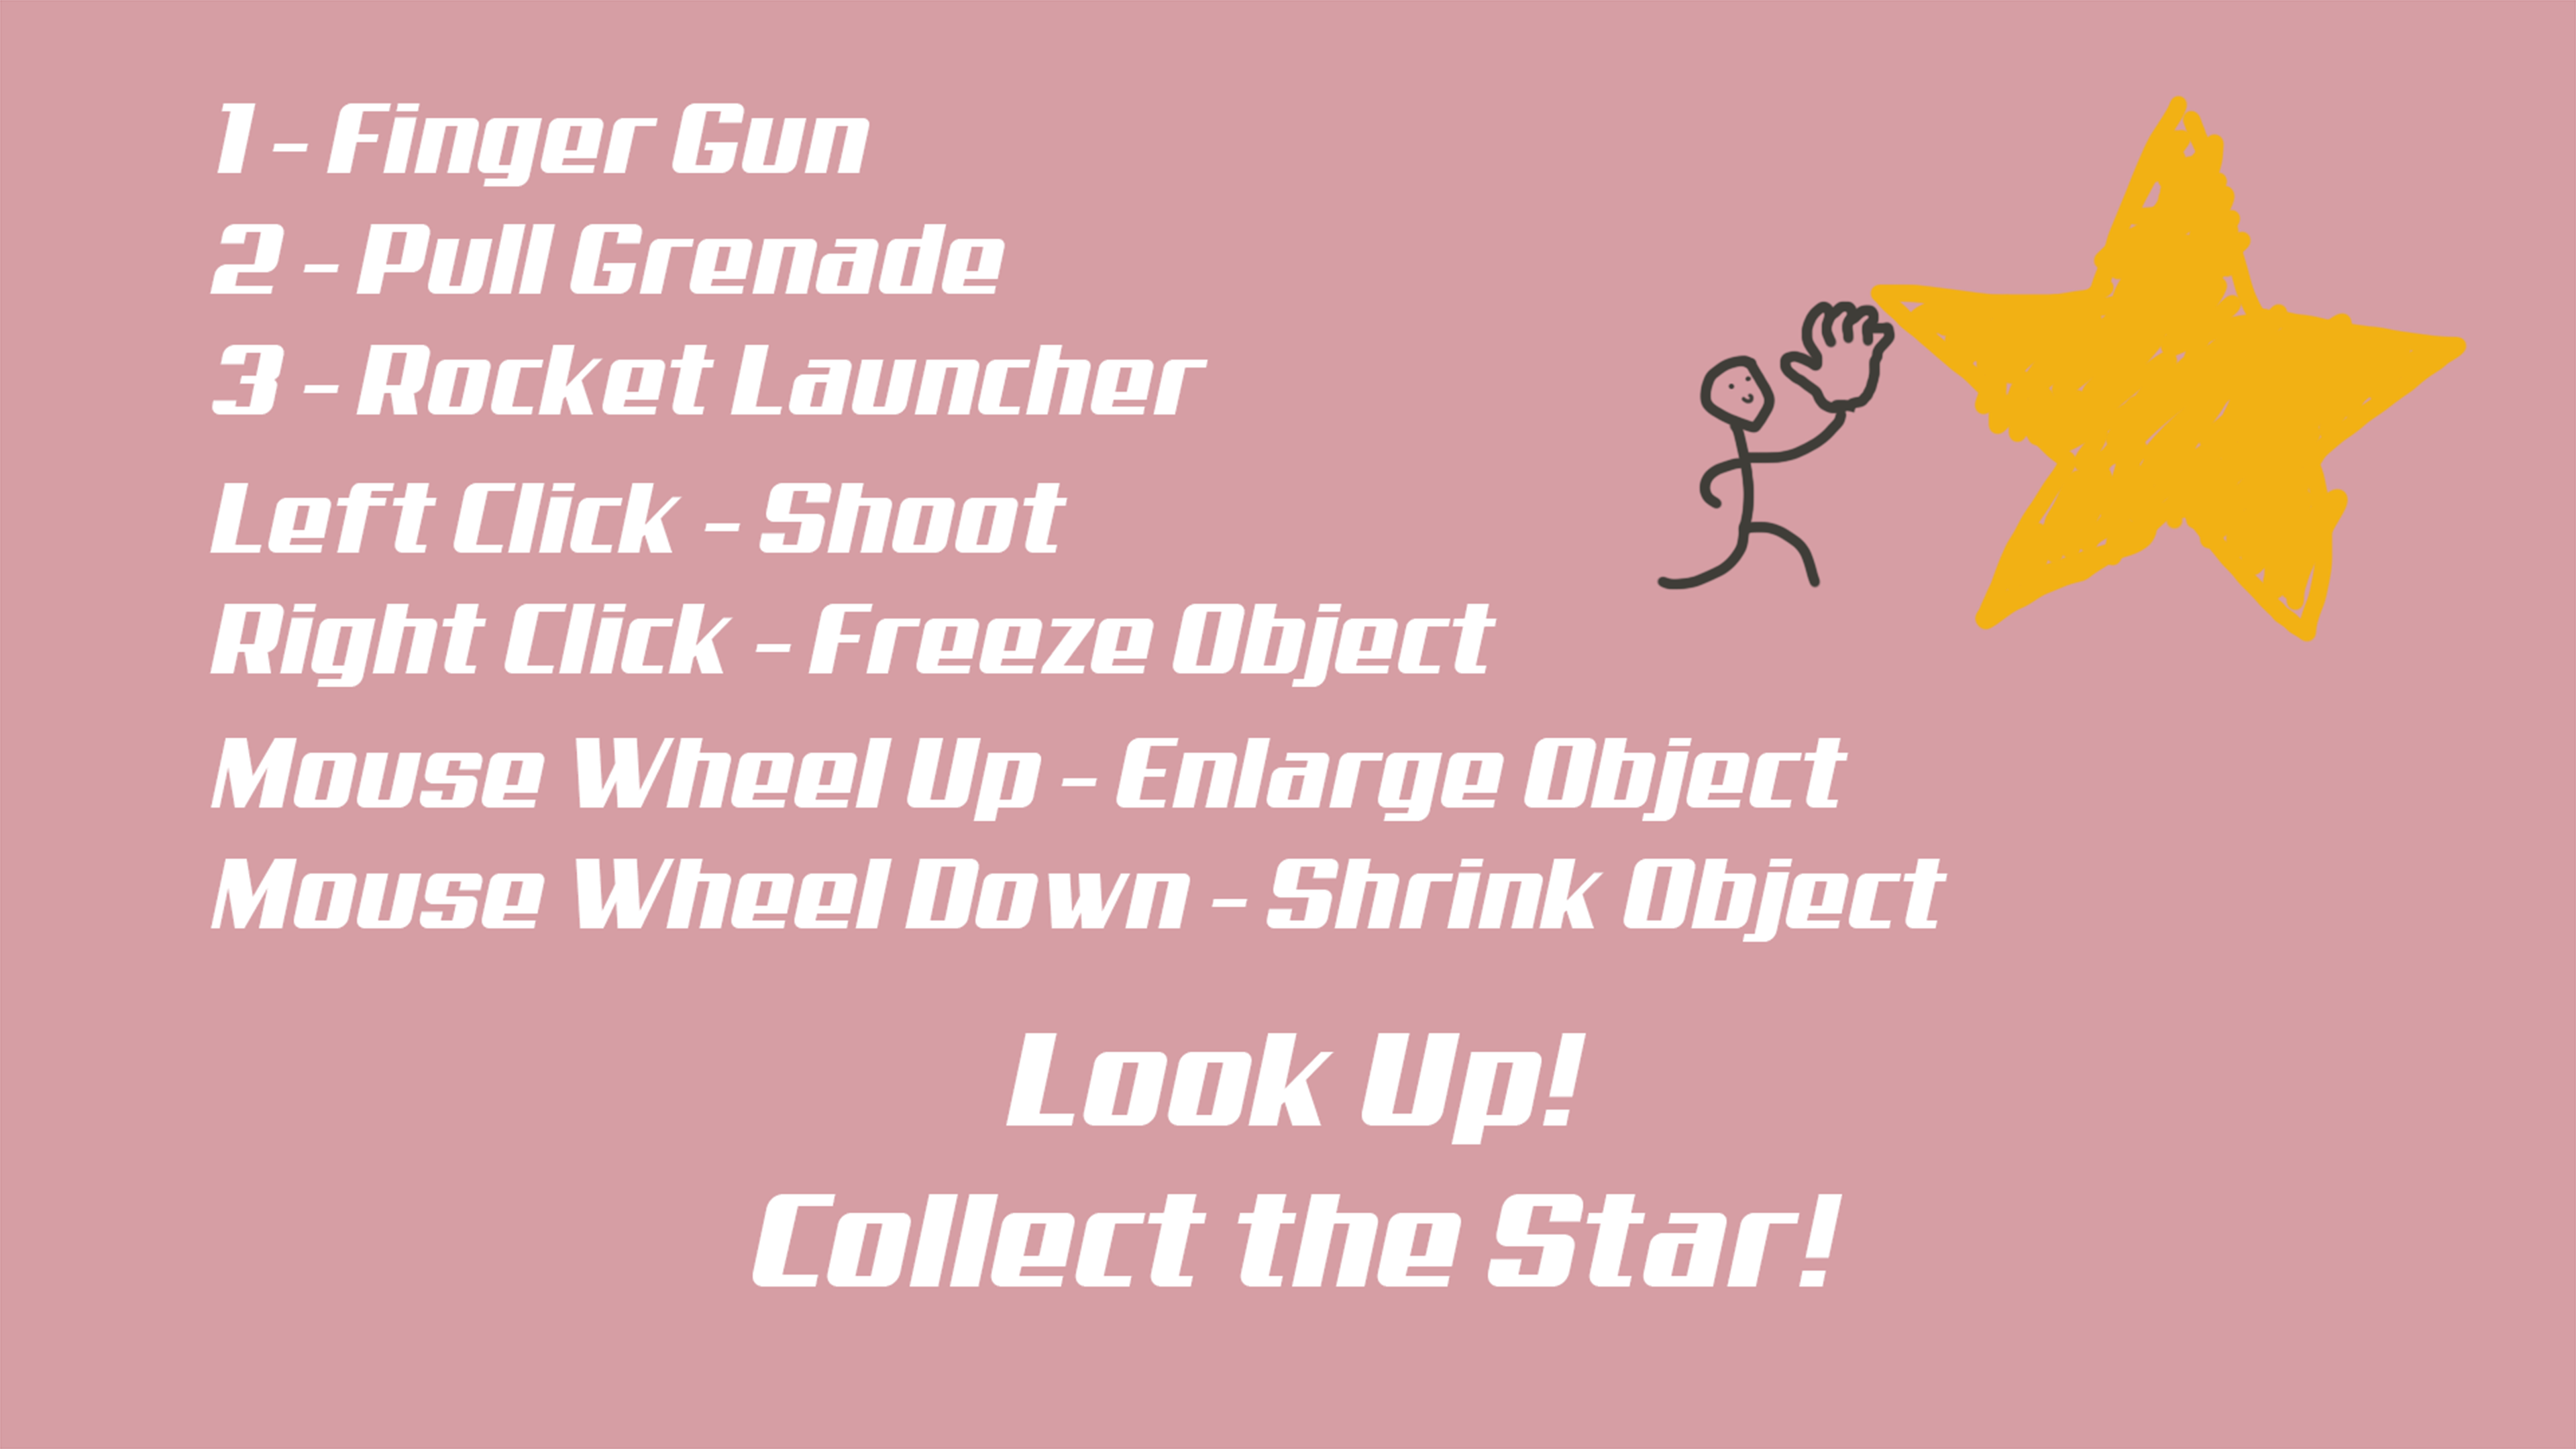 1 - Finger Gun
2 - Pull Grenade
3 - Rocket Launcher
Left Click - Shoot
Right Click - Freeze Object
Mouse Wheel Up - Enlarge Object
Mouse Wheel Down - Shrink Object
Look Up!
Collect the Star!